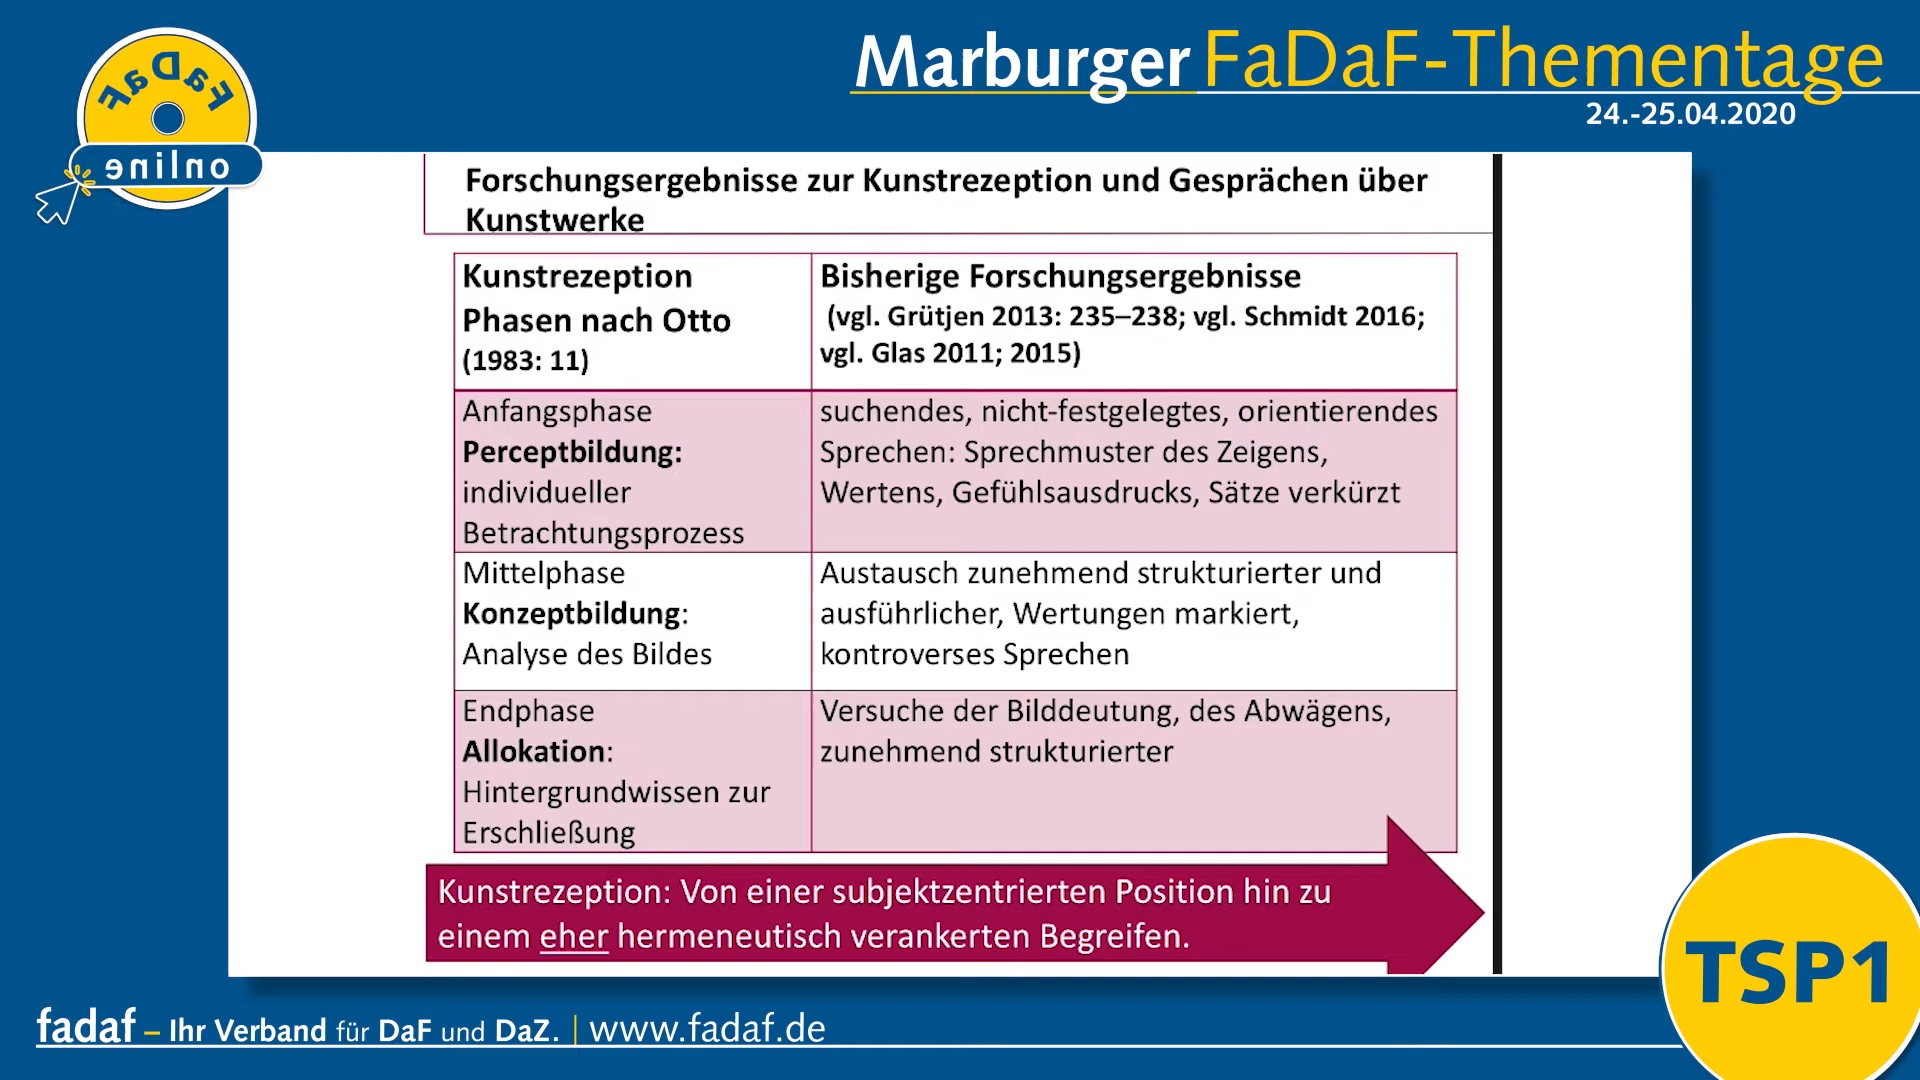 FaDaF
online
Marburger FaDaF-Thementage
24.-25.04.2020
Forschungsergebnisse zur Kunstrezeption und Gesprächen über
Kunstwerke
Kunstrezeption
Phasen nach Otto
(1983: 11)
Bisherige Forschungsergebnisse
(vgl. Grütjen 2013: 235–238; vgl. Schmidt 2016;
vgl. Glas 2011; 2015)
Anfangsphase
Perceptbildung:
individueller
Betrachtungsprozess
suchendes, nicht-festgelegtes, orientierendes
Sprechen: Sprechmuster des Zeigens,
Wertens, Gefühlsausdrucks, Sätze verkürzt
Mittelphase
Konzeptbildung:
Analyse des Bildes
Austausch zunehmend strukturierter und
ausführlicher, Wertungen markiert,
kontroverses Sprechen
Endphase
Allokation:
Hintergrundwissen zur
Erschließung
Versuche der Bilddeutung, des Abwägens,
zunehmend strukturierter
Kunstrezeption: Von einer subjektzentrierten Position hin zu
einem eher hermeneutisch verankerten Begreifen.
TSP1
fadaf – Ihr Verband für DaF und DaZ. | www.fadaf.de